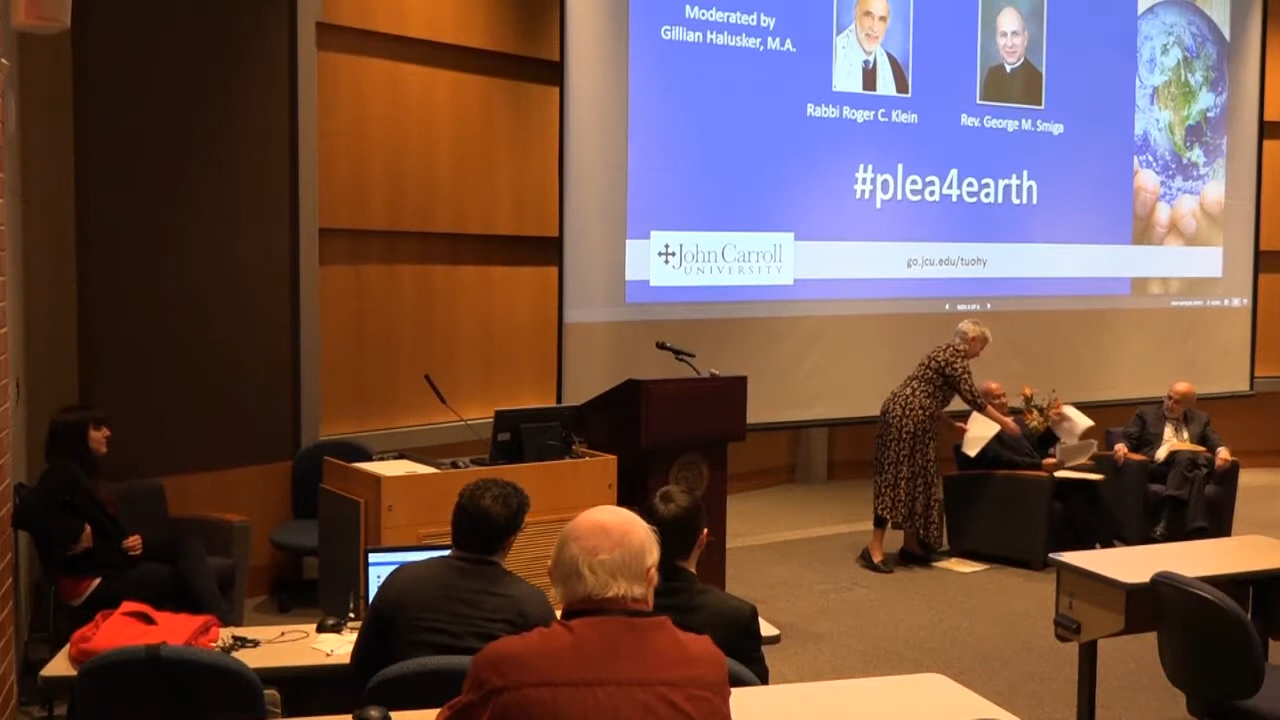 Moderated by
Gillian Halusker, M.A.
Rabbi Roger C. Klein
Rev. George M. Smiga
#plea4earth
John Carroll
UNIVERSITY
go.jcu.edu/tuohy